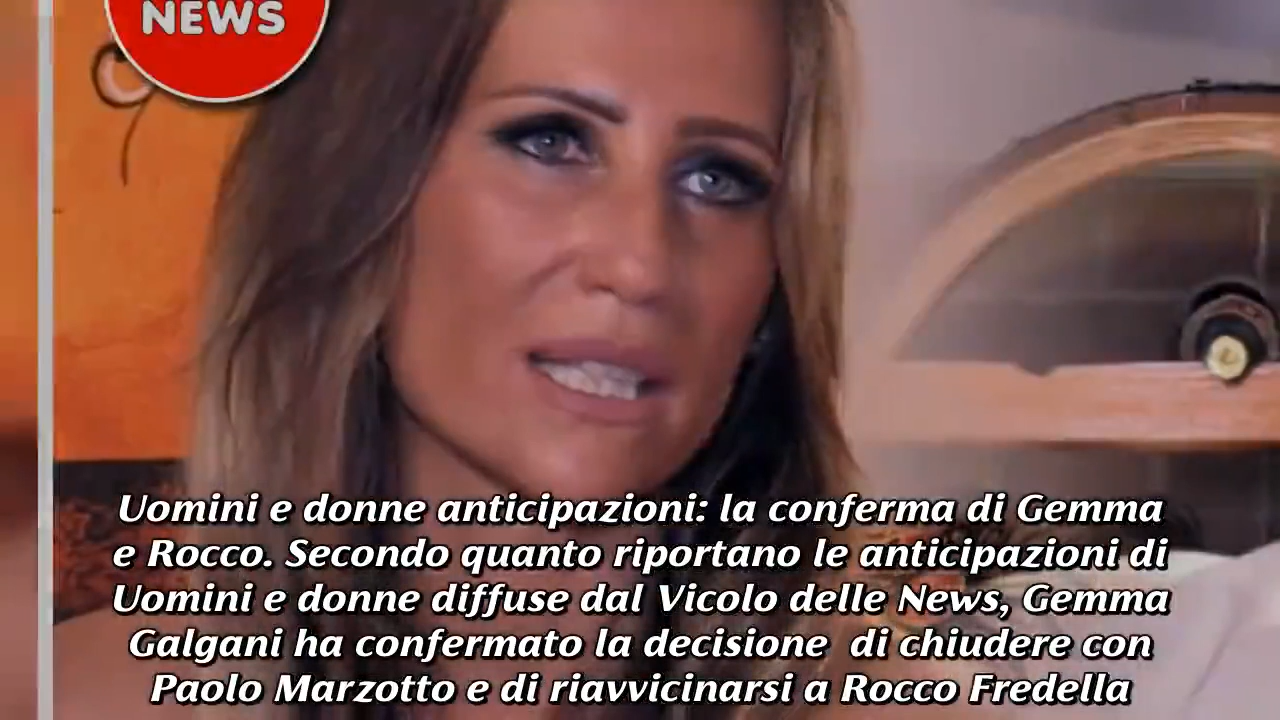 NEWS
Uomini e donne anticipazioni: la conferma di Gemma
e Rocco. Secondo quanto riportano le anticipazioni di
Uomini e donne diffuse dal Vicolo delle News, Gemma
Galgani ha confermato la decisione  di chiudere con
Paolo Marzotto e di riavvicinarsi a Rocco Fredella